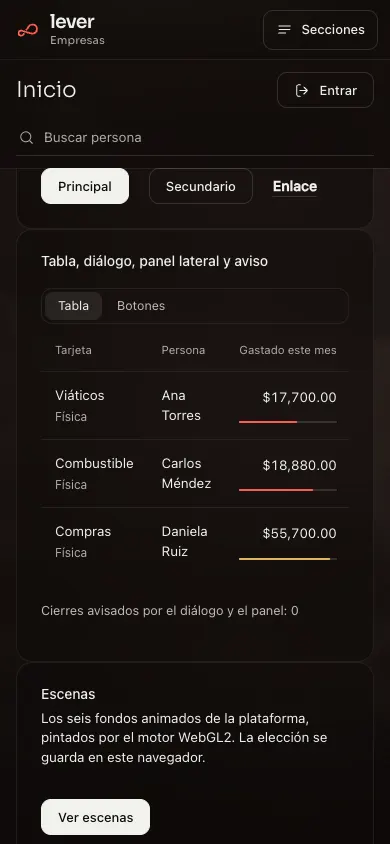 lever
Empresas
Secciones
Inicio
Entrar
Buscar persona
Principal
Secundario
Enlace
Tabla, diálogo, panel lateral y aviso
Tabla
Botones
Tarjeta
Persona
Gastado este mes
Viáticos
Física
Ana
Torres
$17,700.00
Combustible
Física
Carlos
Méndez
$18,880.00
Compras
Física
Daniela
Ruiz
$55,700.00
Cierres avisados por el diálogo y el panel: 0
Escenas
Los seis fondos animados de la plataforma,
pintados por el motor WebGL2. La elección se
guarda en este navegador.
Ver escenas